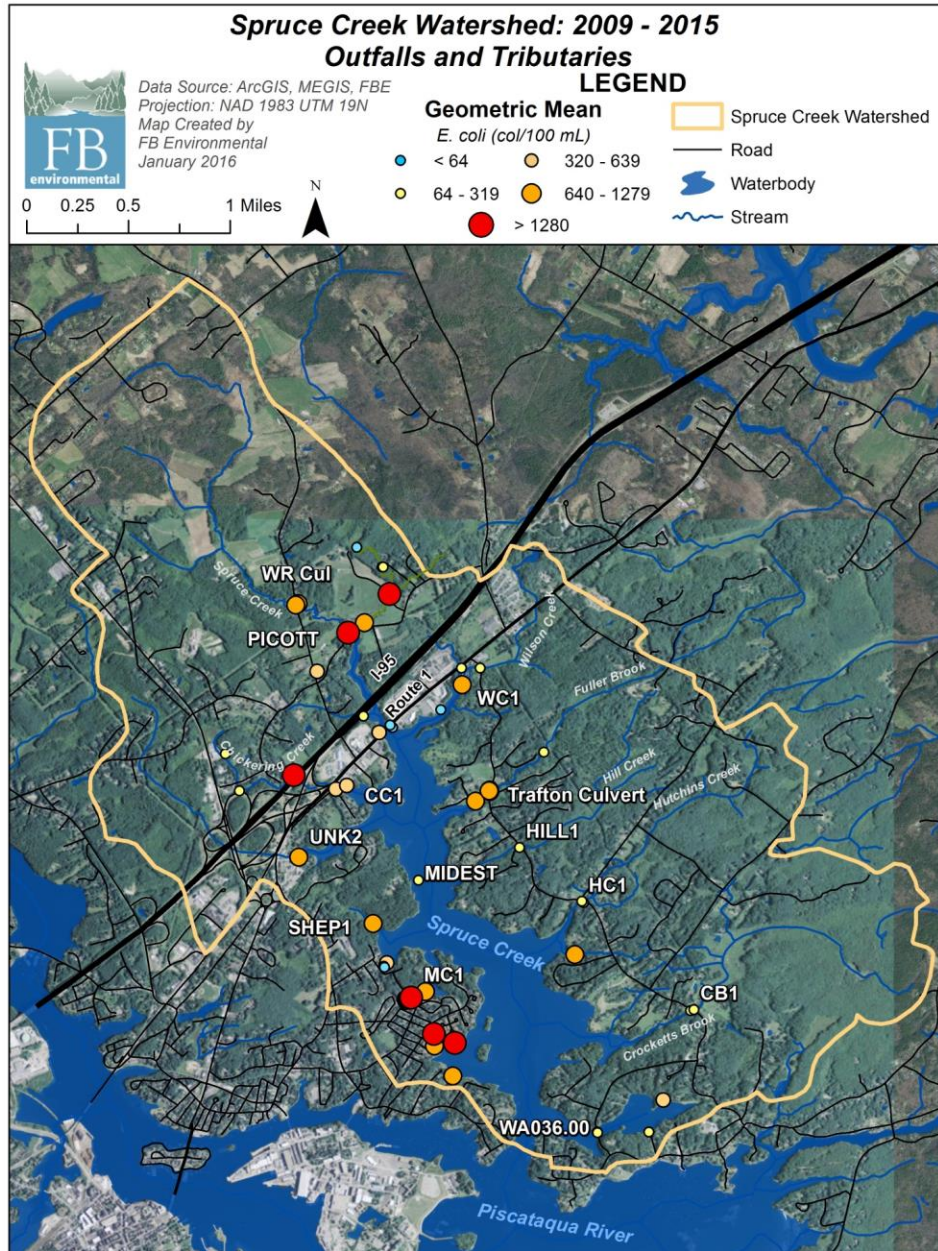 Spruce Creek Watershed: 2009 - 2015
Outfalls and Tributaries
FB
environmental
Data Source: ArcGIS, MEGIS, FBE
Projection: NAD 1983 UTM 19N
Map Created by
FB Environmental
January 2016
0 0.25 0.5 1 Miles
N
LEGEND
Geometric Mean
E. coli (col/100 mL)
< 64
320 - 639
64 - 319
640 - 1279
> 1280
Spruce Creek Watershed
Road
Waterbody
Stream
WR Cul
Spruce Creek
PICOTT
I-95
Route 1
Wilson Creek
Fuller Brook
WC1
Chickering Creek
CC1
Hill Creek
Hutchins Creek
Trafton Culvert
UNK2
HILL1
MIDEST
HC1
SHEP1
Spruce Creek
MC1
CB1
Crocketts Brook
WA036.00
Piscataqua River